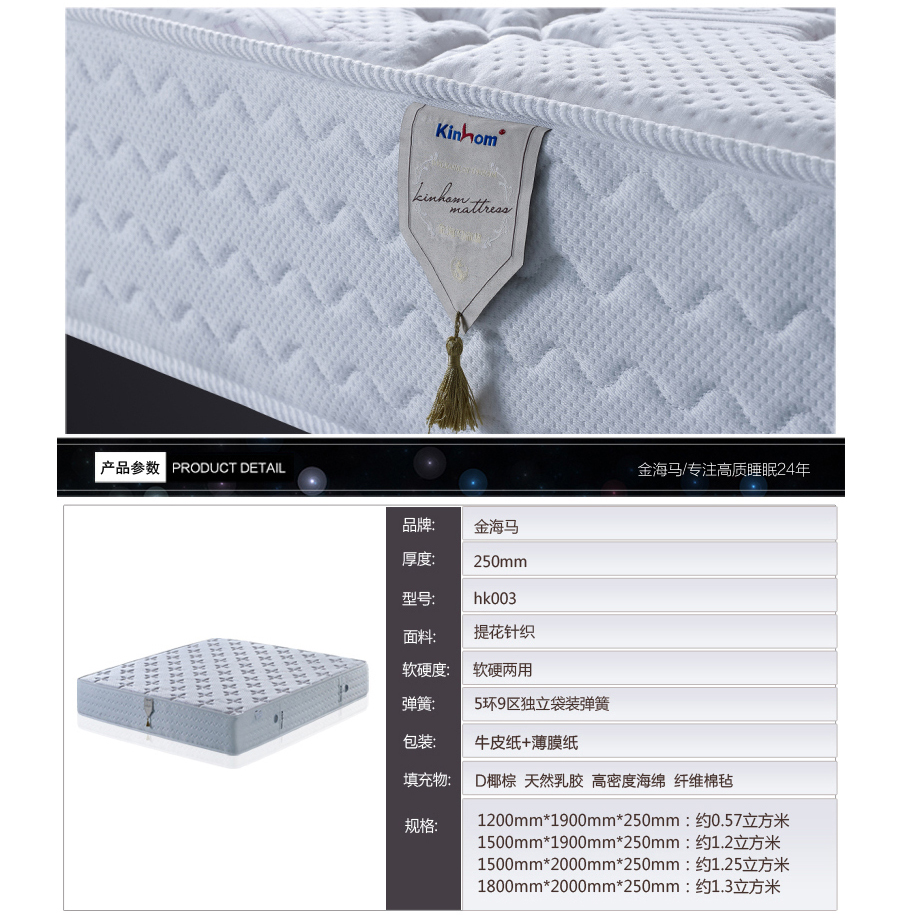 Kinhom
kinhom
mattress
产品参数 PRODUCT DETAIL
金海马/专注高质睡眠24年
品牌: 金海马
厚度: 250mm
型号: hk003
面料: 提花针织
软硬度: 软硬两用
弹簧: 5环9区独立袋装弹簧
包装: 牛皮纸+薄膜纸
填充物: D椰棕 天然乳胶 高密度海绵 纤维棉毡
规格: 1200mm*1900mm*250mm：约0.57立方米
1500mm*1900mm*250mm：约1.2立方米
1500mm*2000mm*250mm：约1.25立方米
1800mm*2000mm*250mm：约1.3立方米